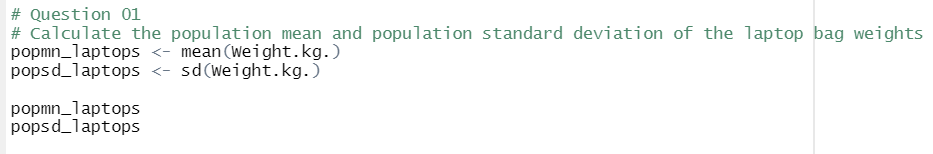 # Question 01
# Calculate the population mean and population standard deviation of the laptop bag weights
popmn_laptops <- mean(Weight.kg.)
popsd_laptops <- sd(Weight.kg.)
popmn_laptops
popsd_laptops